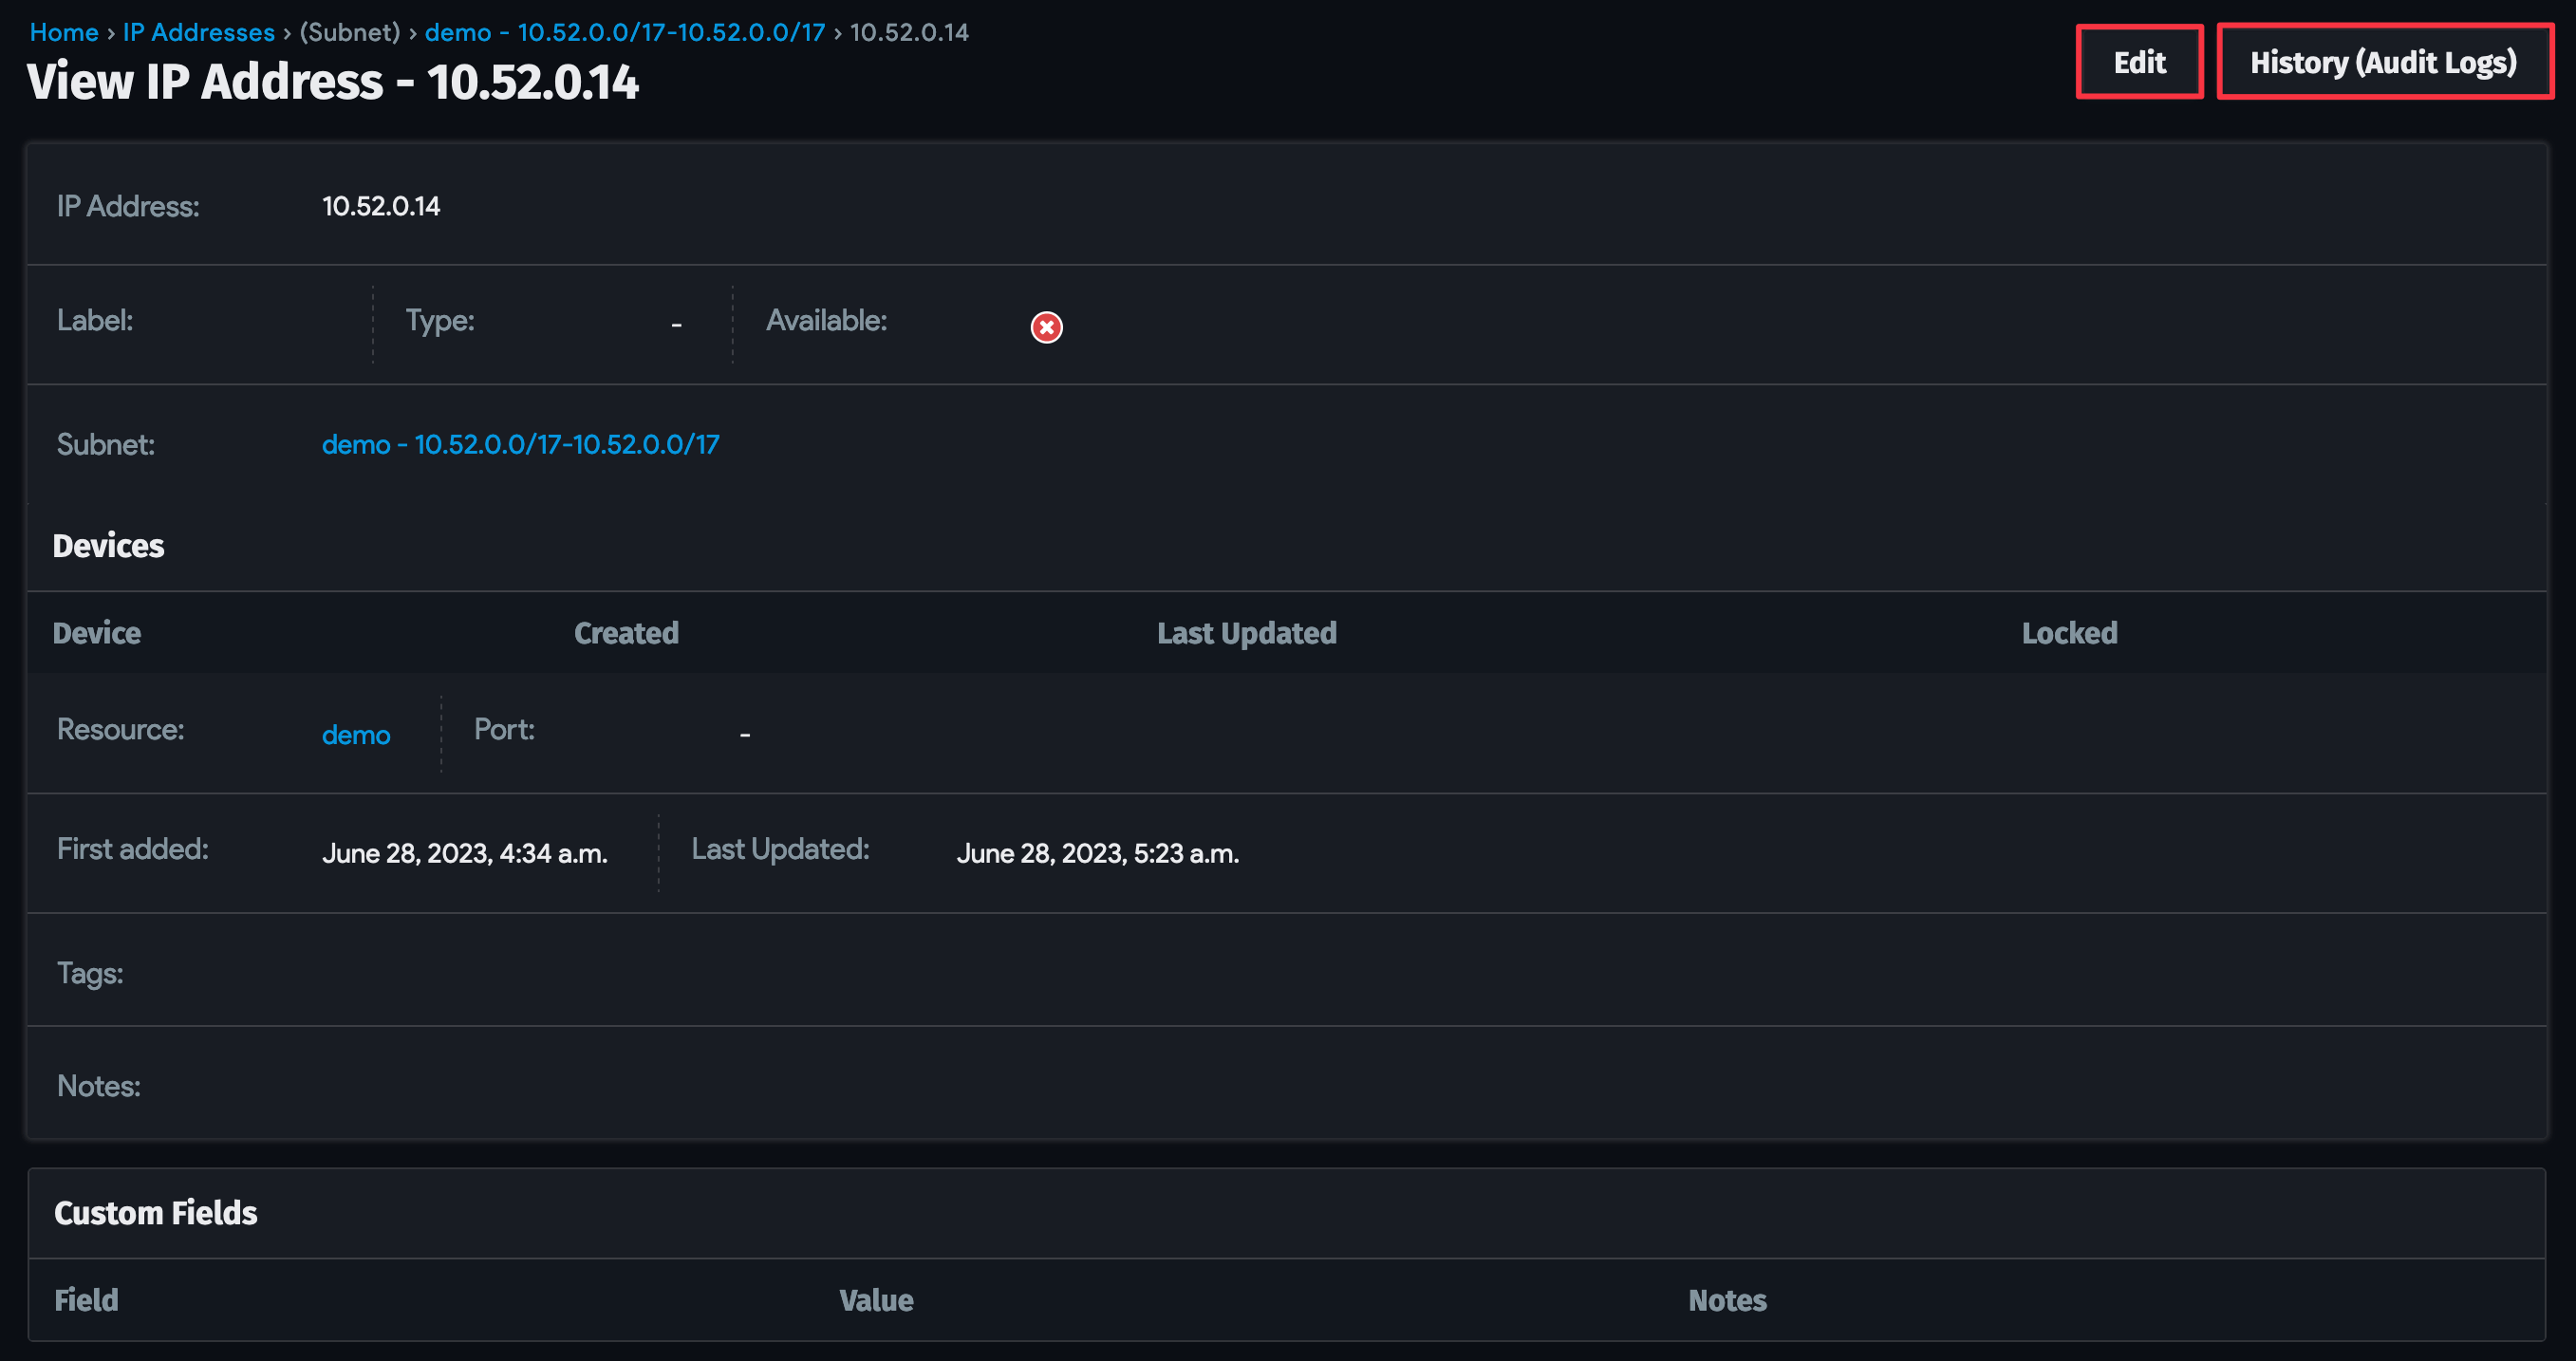 Home › IP Addresses › (Subnet) › demo - 10.52.0.0/17-10.52.0.0/17 › 10.52.0.14
View IP Address - 10.52.0.14
Edit
History (Audit Logs)
IP Address: 10.52.0.14
Label: Type: - Available:
Subnet: demo - 10.52.0.0/17-10.52.0.0/17
Devices
Device Created Last Updated Locked
Resource: demo Port: -
First added: June 28, 2023, 4:34 a.m. Last Updated: June 28, 2023, 5:23 a.m.
Tags:
Notes:
Custom Fields
Field Value Notes